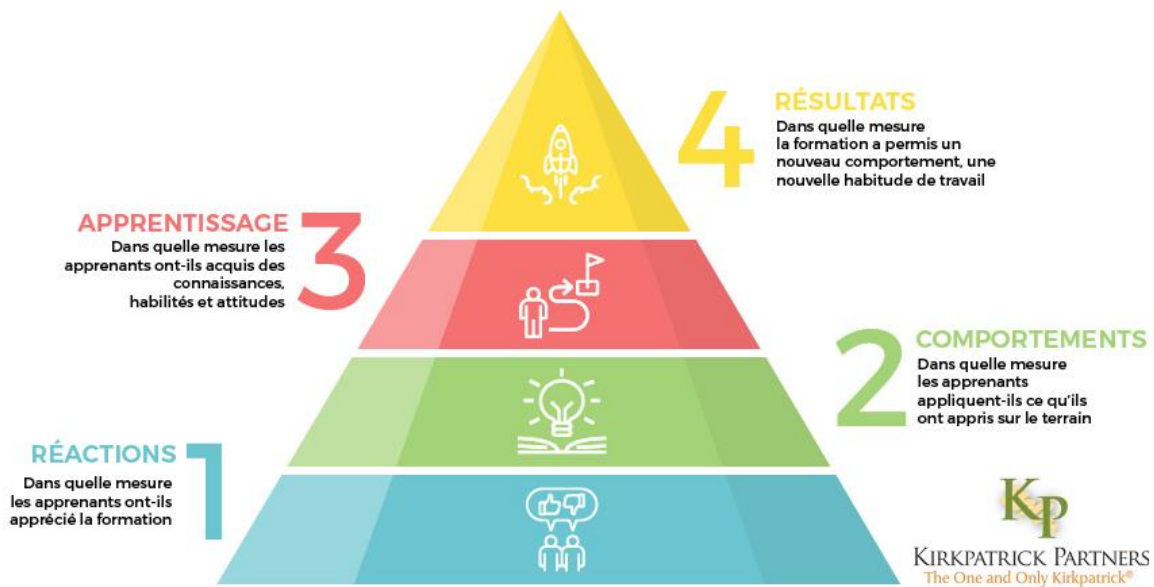 4
RÉSULTATS
Dans quelle mesure
la formation a permis un
nouveau comportement, une
nouvelle habitude de travail
APPRENTISSAGE
3
Dans quelle mesure les
apprenants ont-ils acquis des
connaissances,
habilités et attitudes
2
COMPORTEMENTS
Dans quelle mesure
les apprenants
appliquent-ils ce qu'ils
ont appris sur le terrain
RÉACTIONS
1
Dans quelle mesure
les apprenants ont-ils
apprécié la formation
KP
KIRKPATRICK PARTNERS
The One and Only Kirkpatrick®